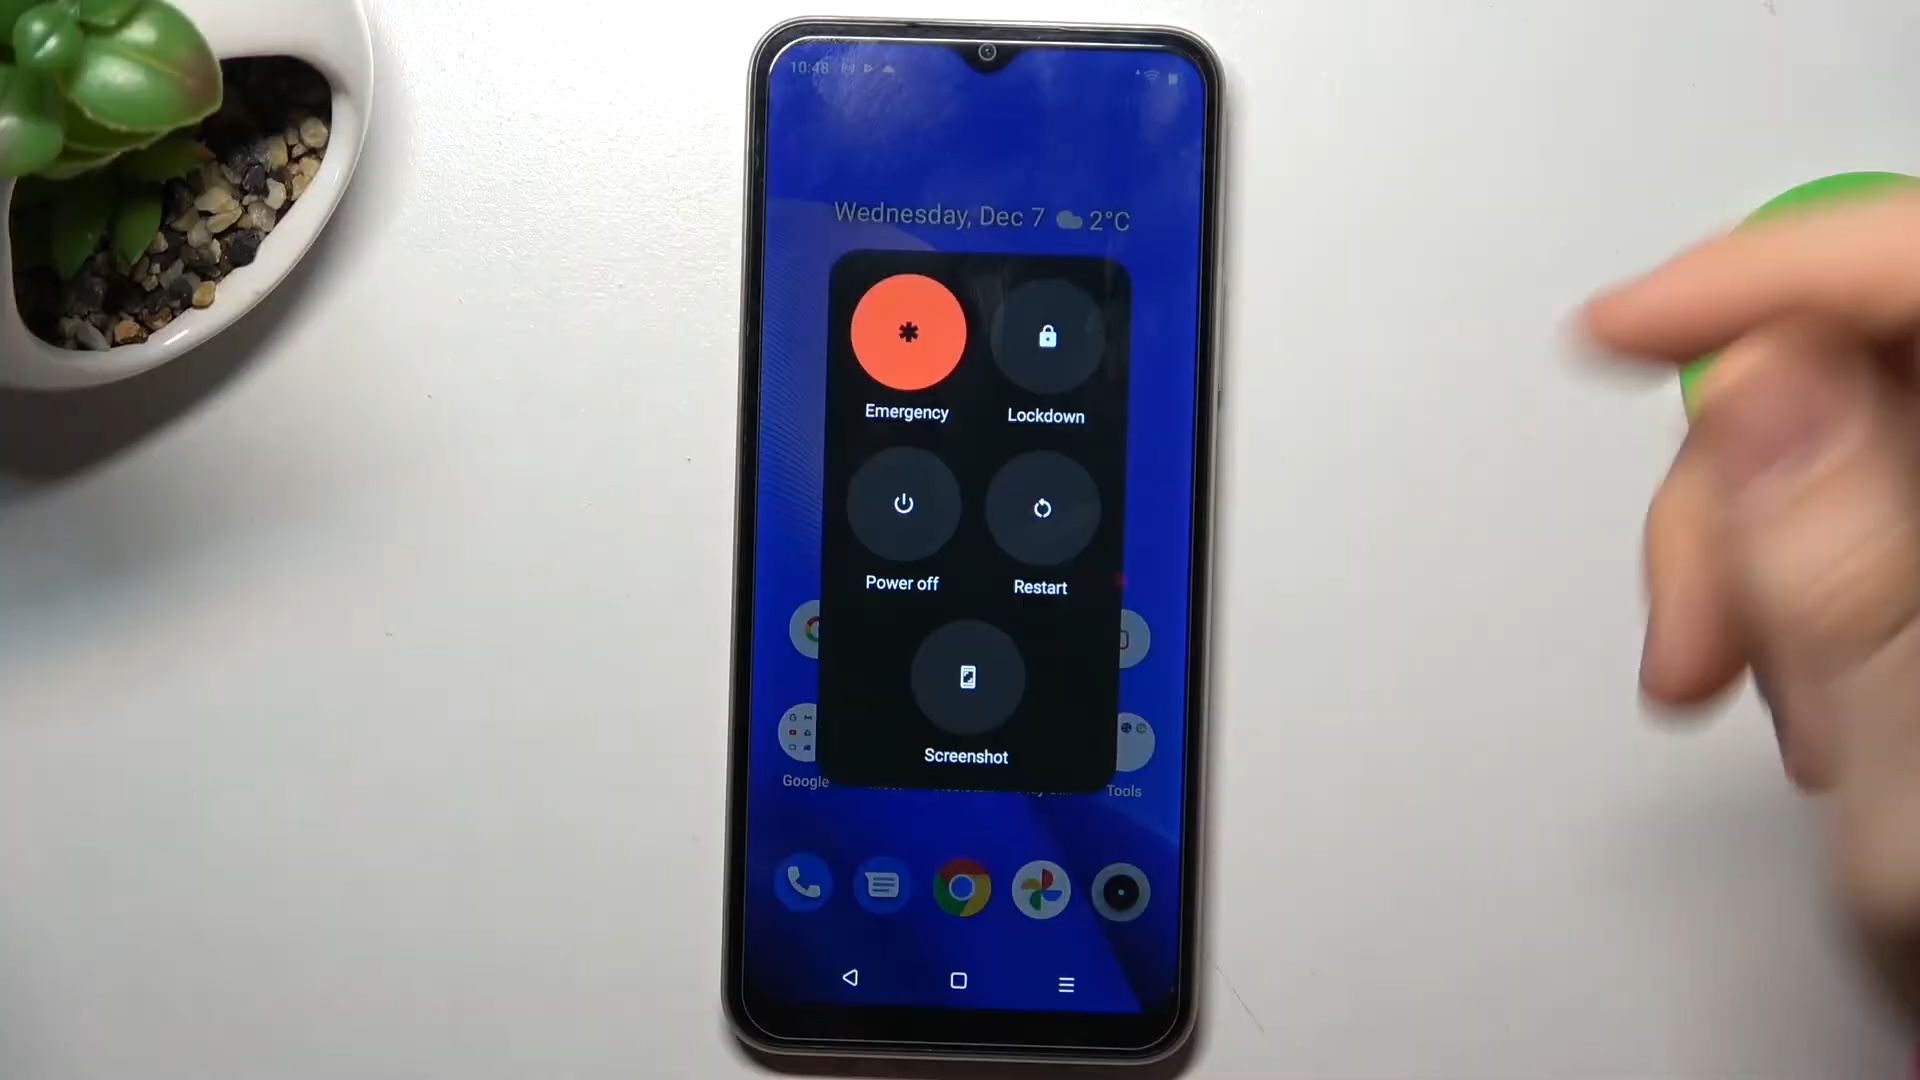 10:48
Wednesday, Dec 7 2°C
Emergency Lockdown
Power off Restart
Screenshot
Google Tools